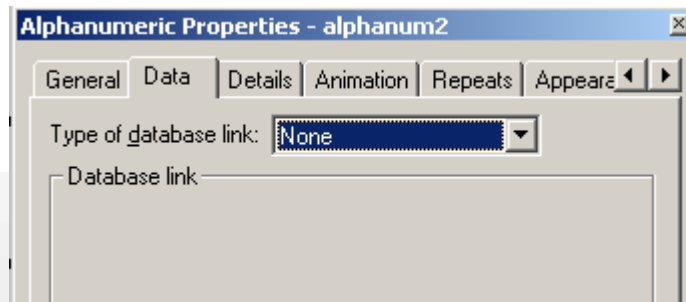 Alphanumeric Properties - alphanum2
General Data Details Animation Repeats
Type of database link: None
Database link